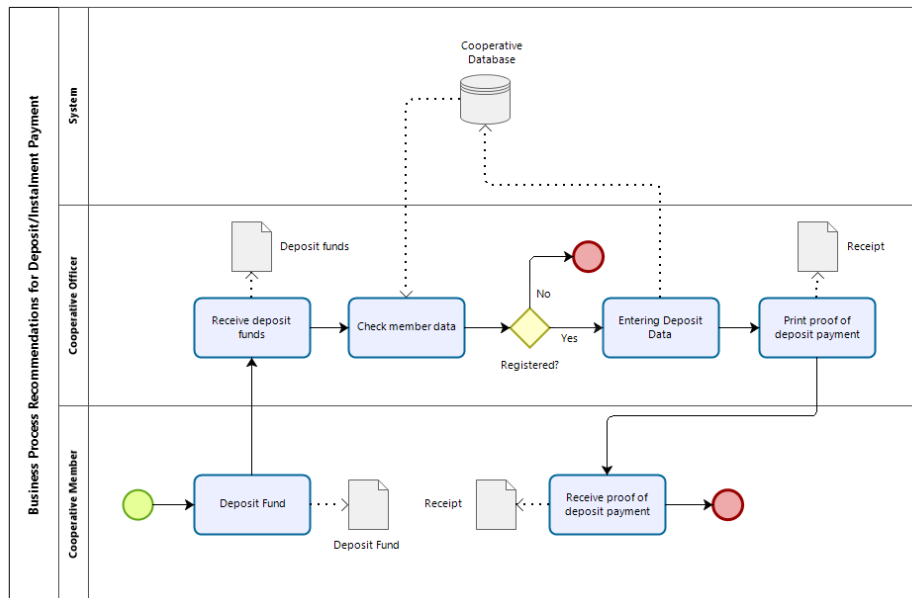 Business Process Recommendations for Deposit/Instalment Payment
System
Cooperative
Database
Cooperative Officer
Deposit funds
Receipt
Receive deposit
funds
Check member data
No
Yes
Registered?
Entering Deposit
Data
Print proof of
deposit payment
Cooperative Member
Deposit Fund
Deposit Fund
Receipt
Receive proof of
deposit payment